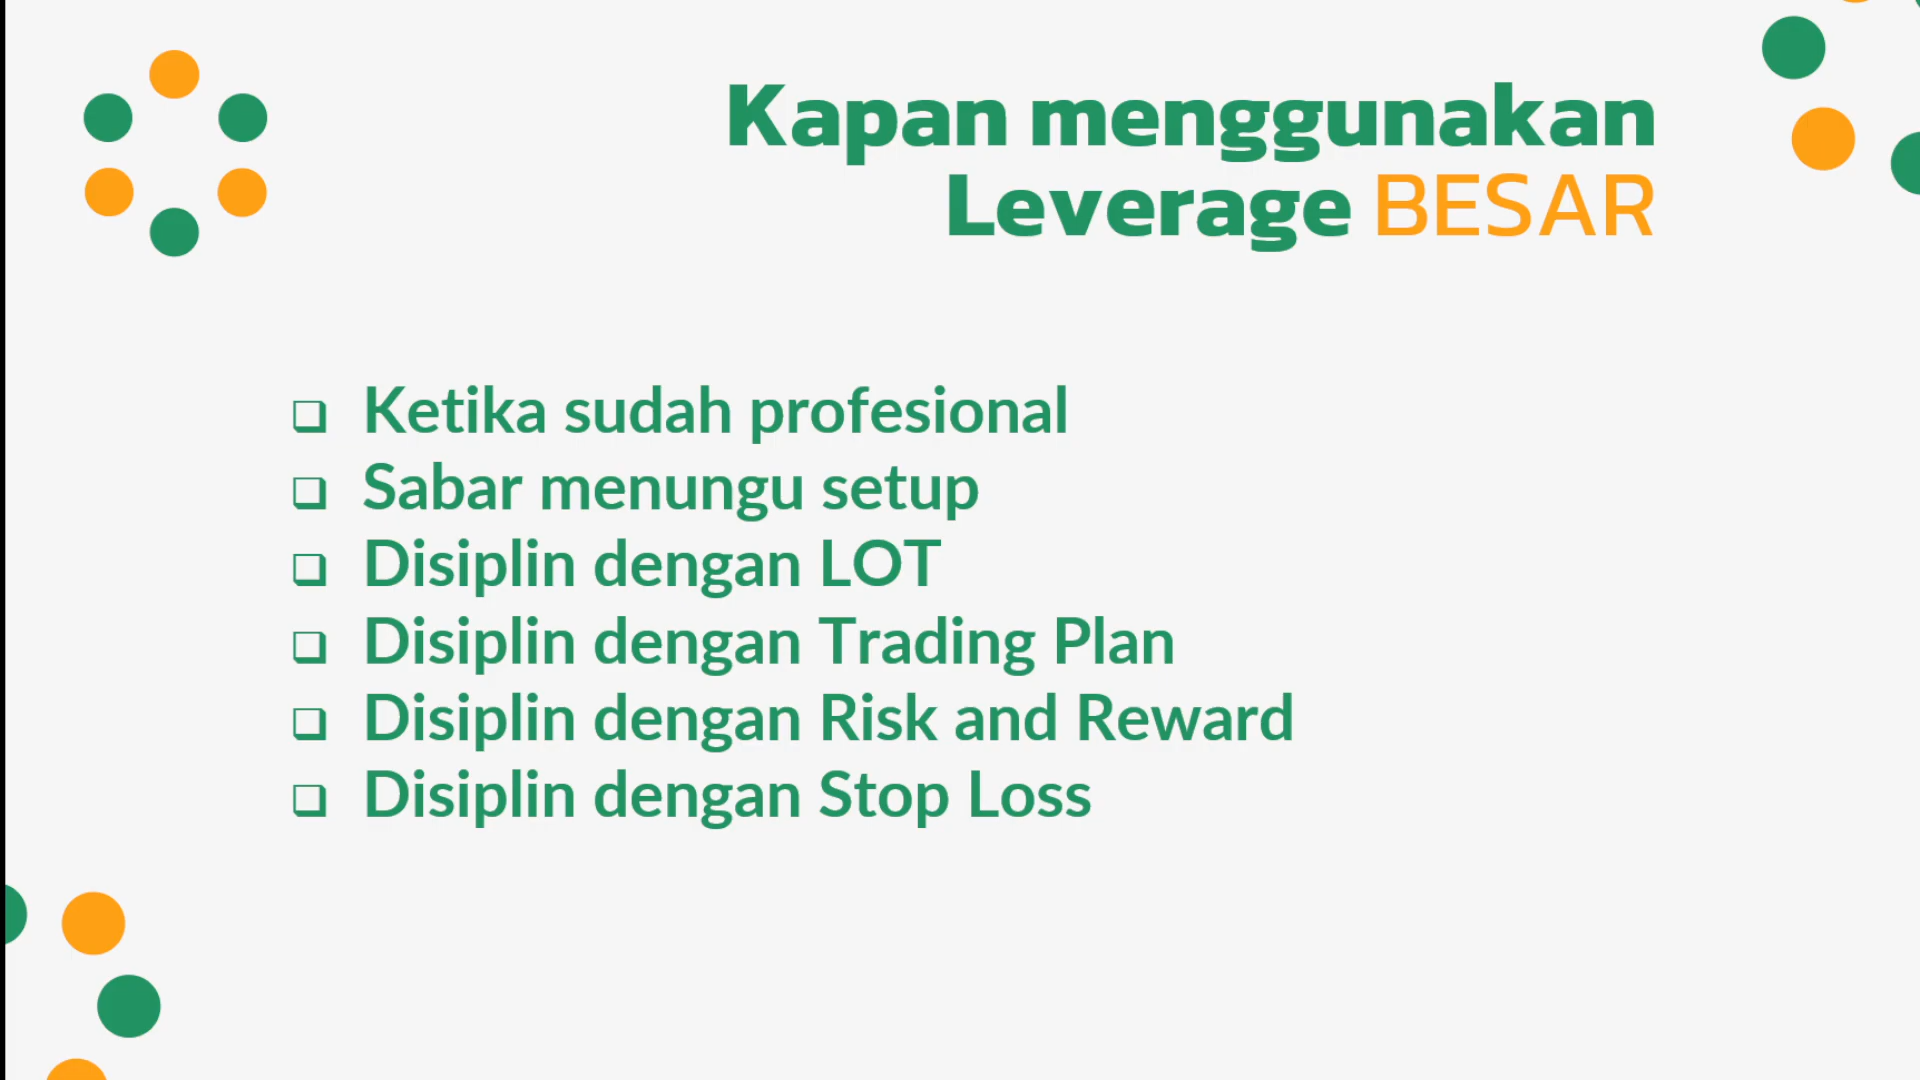 Kapan menggunakan
Leverage BESAR
❑ Ketika sudah profesional
❑ Sabar menungu setup
❑ Disiplin dengan LOT
❑ Disiplin dengan Trading Plan
❑ Disiplin dengan Risk and Reward
❑ Disiplin dengan Stop Loss